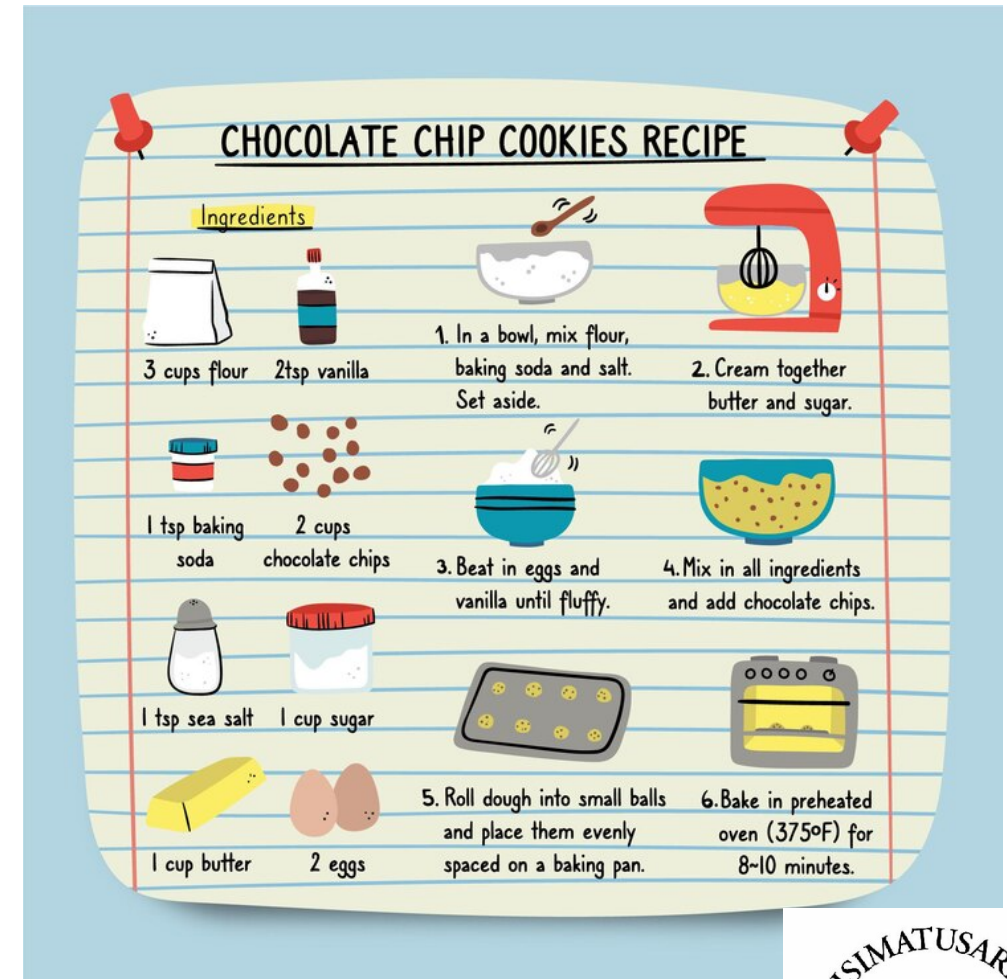 CHOCOLATE CHIP COOKIES RECIPE
Ingredients
3 cups flour
2tsp vanilla
1 tsp baking
soda
2 cups
chocolate chips
1 tsp sea salt
1 cup sugar
1 cup butter
2 eggs
1. In a bowl, mix flour,
baking soda and salt.
Set aside.
2. Cream together
butter and sugar.
3. Beat in eggs and
vanilla until fluffy.
4. Mix in all ingredients
and add chocolate chips.
5. Roll dough into small balls
and place them evenly
spaced on a baking pan.
6. Bake in preheated
oven (375ºF) for
8~10 minutes.